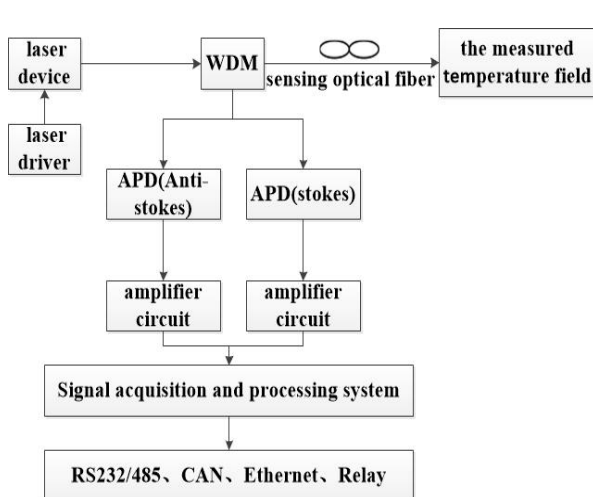 laser
device
WDM
sensing optical fiber
the measured
temperature field
laser
driver
APD(Anti-
stokes)
APD(stokes)
amplifier
circuit
amplifier
circuit
Signal acquisition and processing system
RS232/485、CAN、Ethernet、Relay